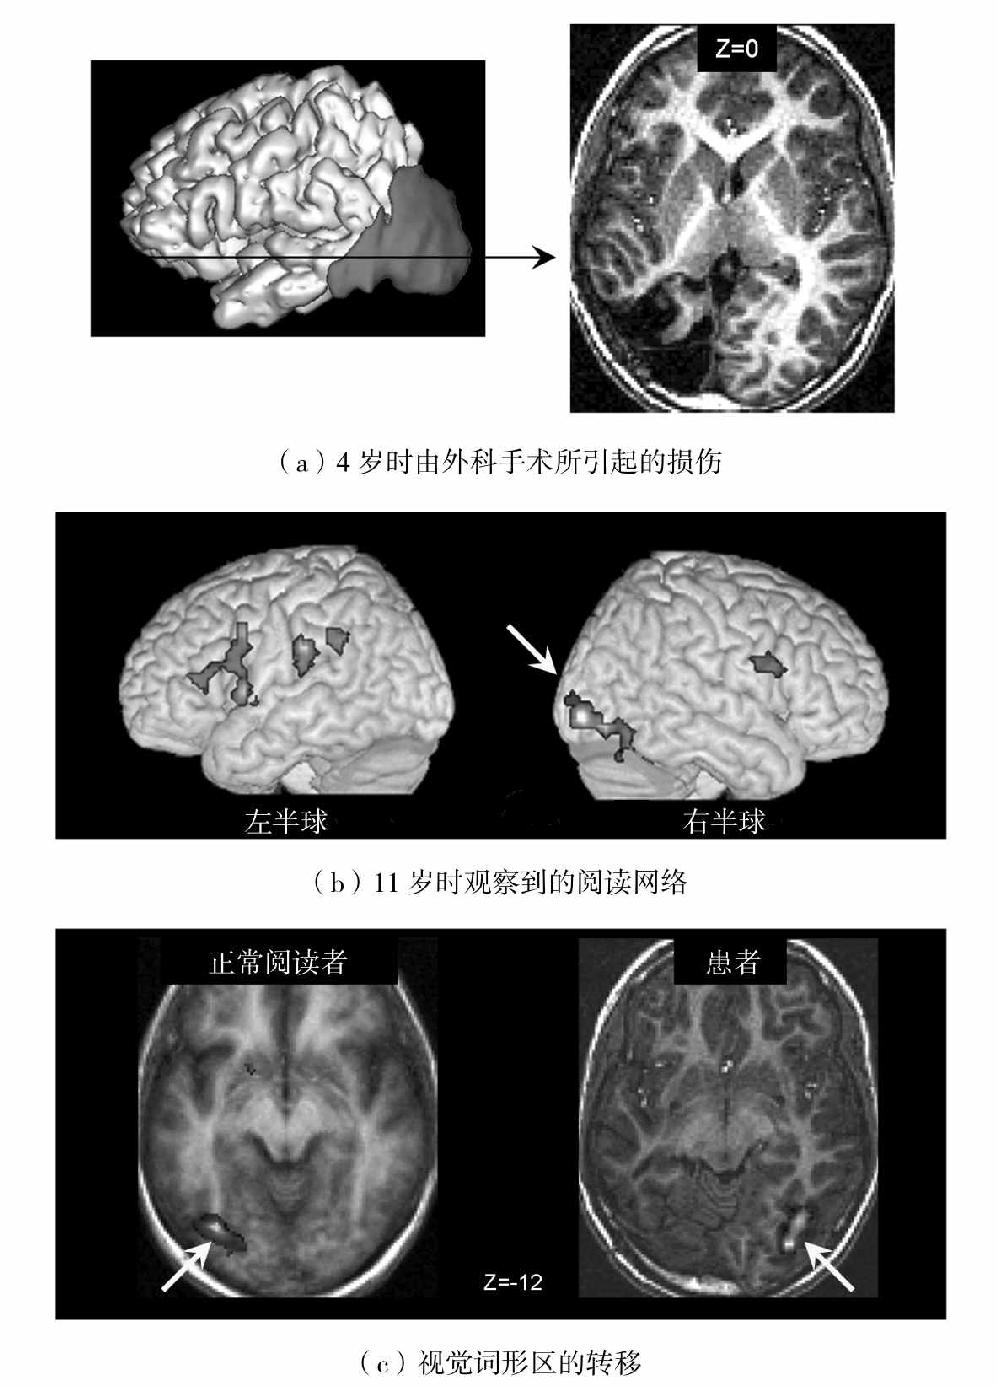 Z=0
（a）4 岁时由外科手术所引起的损伤
左半球
右半球
（b）11 岁时观察到的阅读网络
正常阅读者
患者
Z=-12
（c）视觉词形区的转移